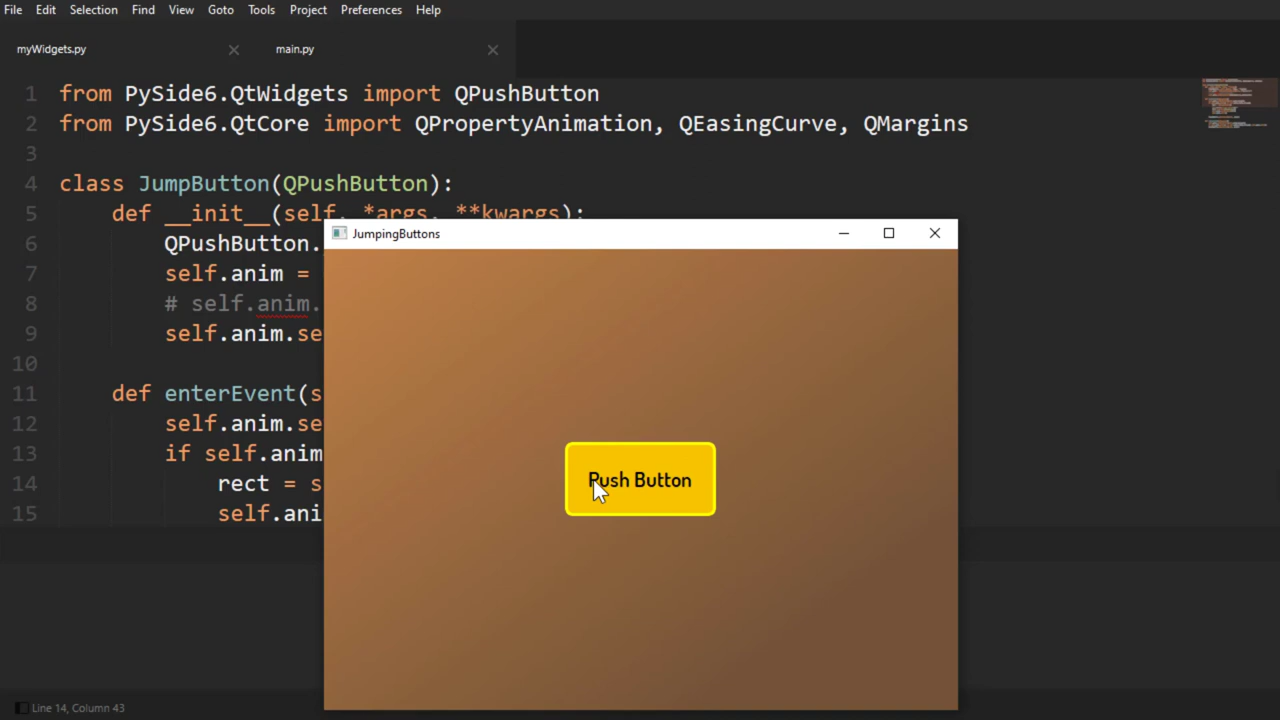 File Edit Selection Find View Goto Tools Project Preferences Help
myWidgets.py main.py
1 from PySide6.QtWidgets import QPushButton
2 from PySide6.QtCore import QPropertyAnimation, QEasingCurve, QMargins
3
4 class JumpButton(QPushButton):
5 def __init__(self, *args, **kwargs):
6 QPushButton.
7 self.anim =
8 # self.anim.
9 self.anim.se
10
11 def enterEvent(s
12 self.anim.se
13 if self.anim
14 rect = s
15 self.ani
JumpingButtons
Push Button
Line 14, Column 43